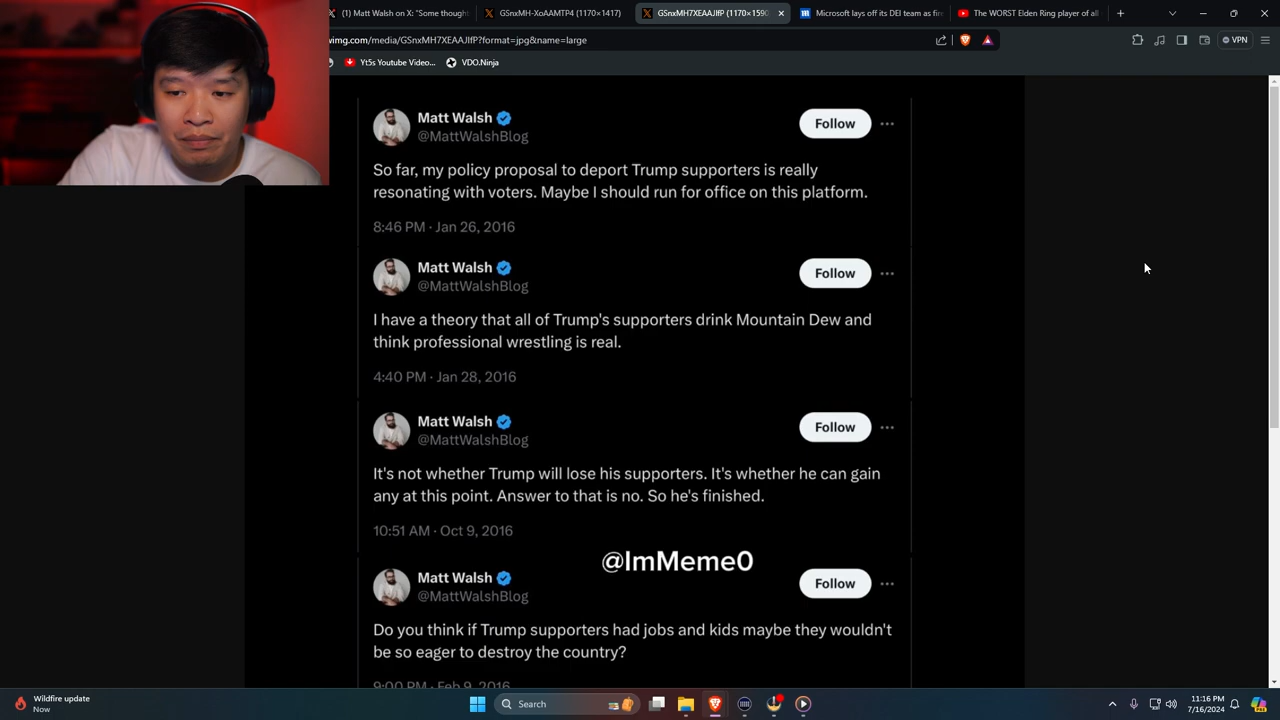 (1) Matt Walsh on X: "Some though
GSnxMH-XoAAMTP4 (1170×1417)
GSnxMH7XEAAJIfP (1170×1590
Microsoft lays off its DEI team as
The WORST Elden Ring player of all
wimg.com/media/GSnxMH7XEAAJIfP?format=jpg&name=large
VPN
Yt5s Youtube Video...
VDO.Ninja
Matt Walsh
@MattWalshBlog
Follow
So far, my policy proposal to deport Trump supporters is really
resonating with voters. Maybe I should run for office on this platform.
8:46 PM · Jan 26, 2016
Matt Walsh
@MattWalshBlog
Follow
I have a theory that all of Trump's supporters drink Mountain Dew and
think professional wrestling is real.
4:40 PM · Jan 28, 2016
Matt Walsh
@MattWalshBlog
Follow
It's not whether Trump will lose his supporters. It's whether he can gain
any at this point. Answer to that is no. So he's finished.
10:51 AM · Oct 9, 2016
@ImMeme0
Matt Walsh
@MattWalshBlog
Follow
Do you think if Trump supporters had jobs and kids maybe they wouldn't
be so eager to destroy the country?
9:00 PM · Feb 9, 2016
Wildfire update
Now
Search
11:16 PM
7/16/2024